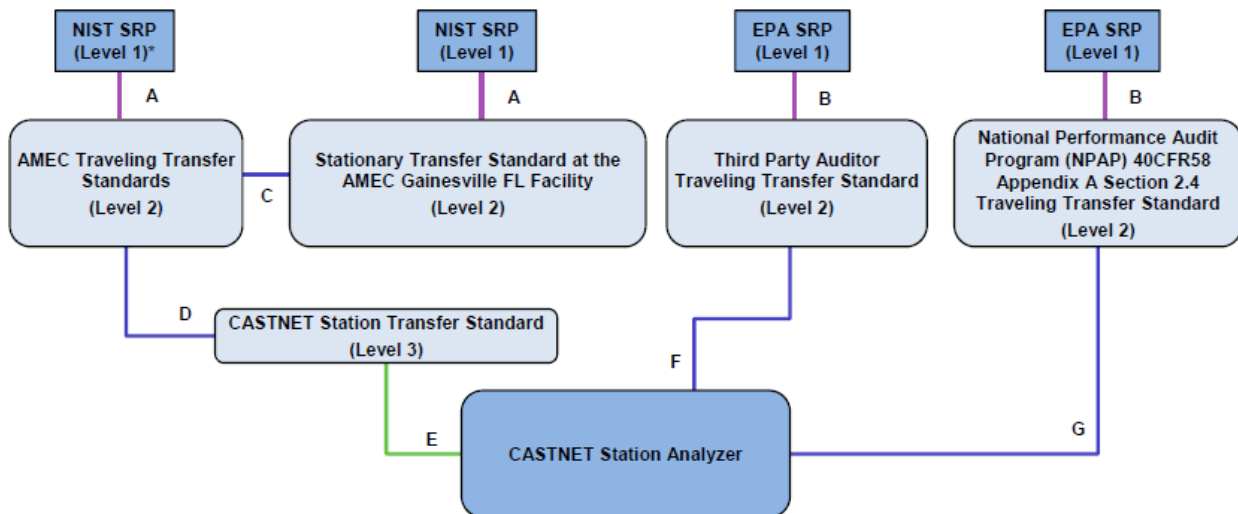 NIST SRP
(Level 1)*
NIST SRP
(Level 1)
EPA SRP
(Level 1)
EPA SRP
(Level 1)
A
A
B
B
AMEC Traveling Transfer
Standards
(Level 2)
C
Stationary Transfer Standard at the
AMEC Gainesville FL Facility
(Level 2)
Third Party Auditor
Traveling Transfer Standard
(Level 2)
National Performance Audit
Program (NPAP) 40CFR58
Appendix A Section 2.4
Traveling Transfer Standard
(Level 2)
D
CASTNET Station Transfer Standard
(Level 3)
F
E
G
CASTNET Station Analyzer